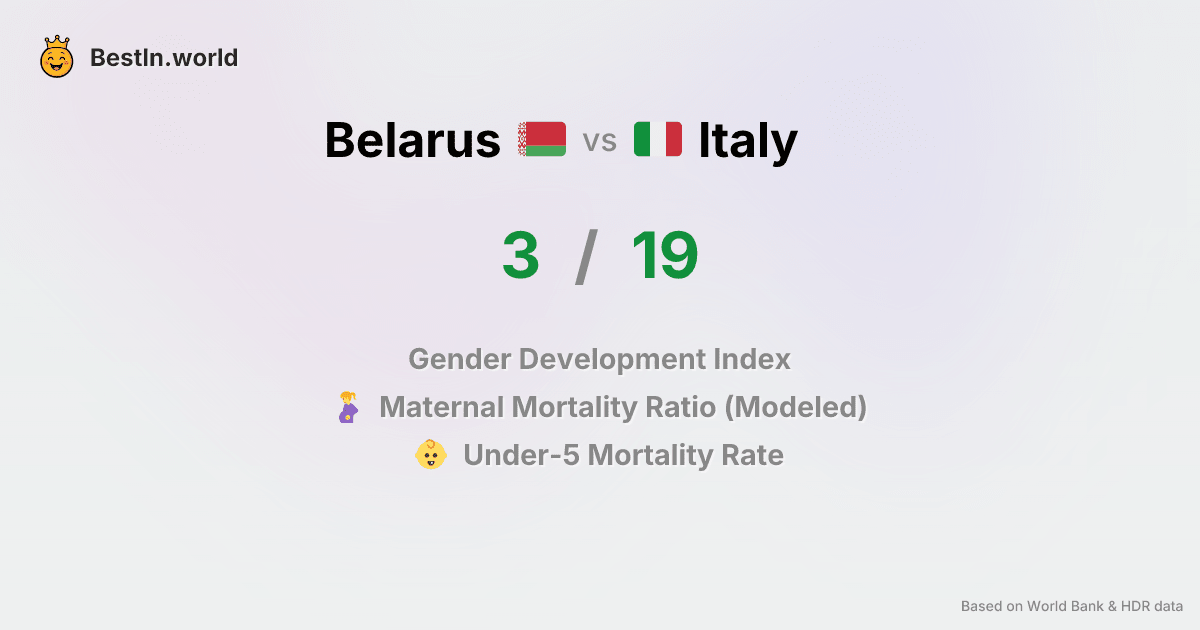 BestIn.world
Belarus vs Italy
3 / 19
Gender Development Index
Maternal Mortality Ratio (Modeled)
Under-5 Mortality Rate
Based on World Bank & HDR data